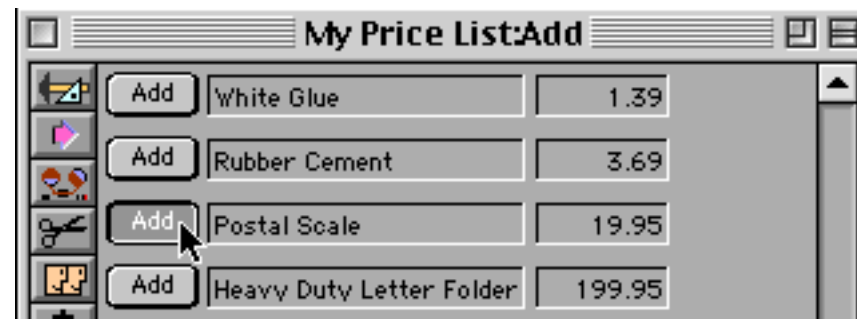 My Price List:Add
Add White Glue 1.39
Add Rubber Cement 3.69
Add Postal Scale 19.95
Add Heavy Duty Letter Folder 199.95